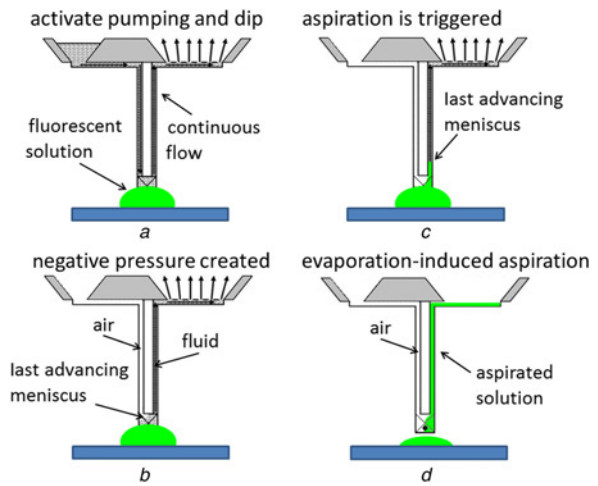 activate pumping and dip
fluorescent
solution
continuous
flow
a
aspiration is triggered
last advancing
meniscus
c
negative pressure created
air
fluid
last advancing
meniscus
b
evaporation-induced aspiration
air
aspirated
solution
d